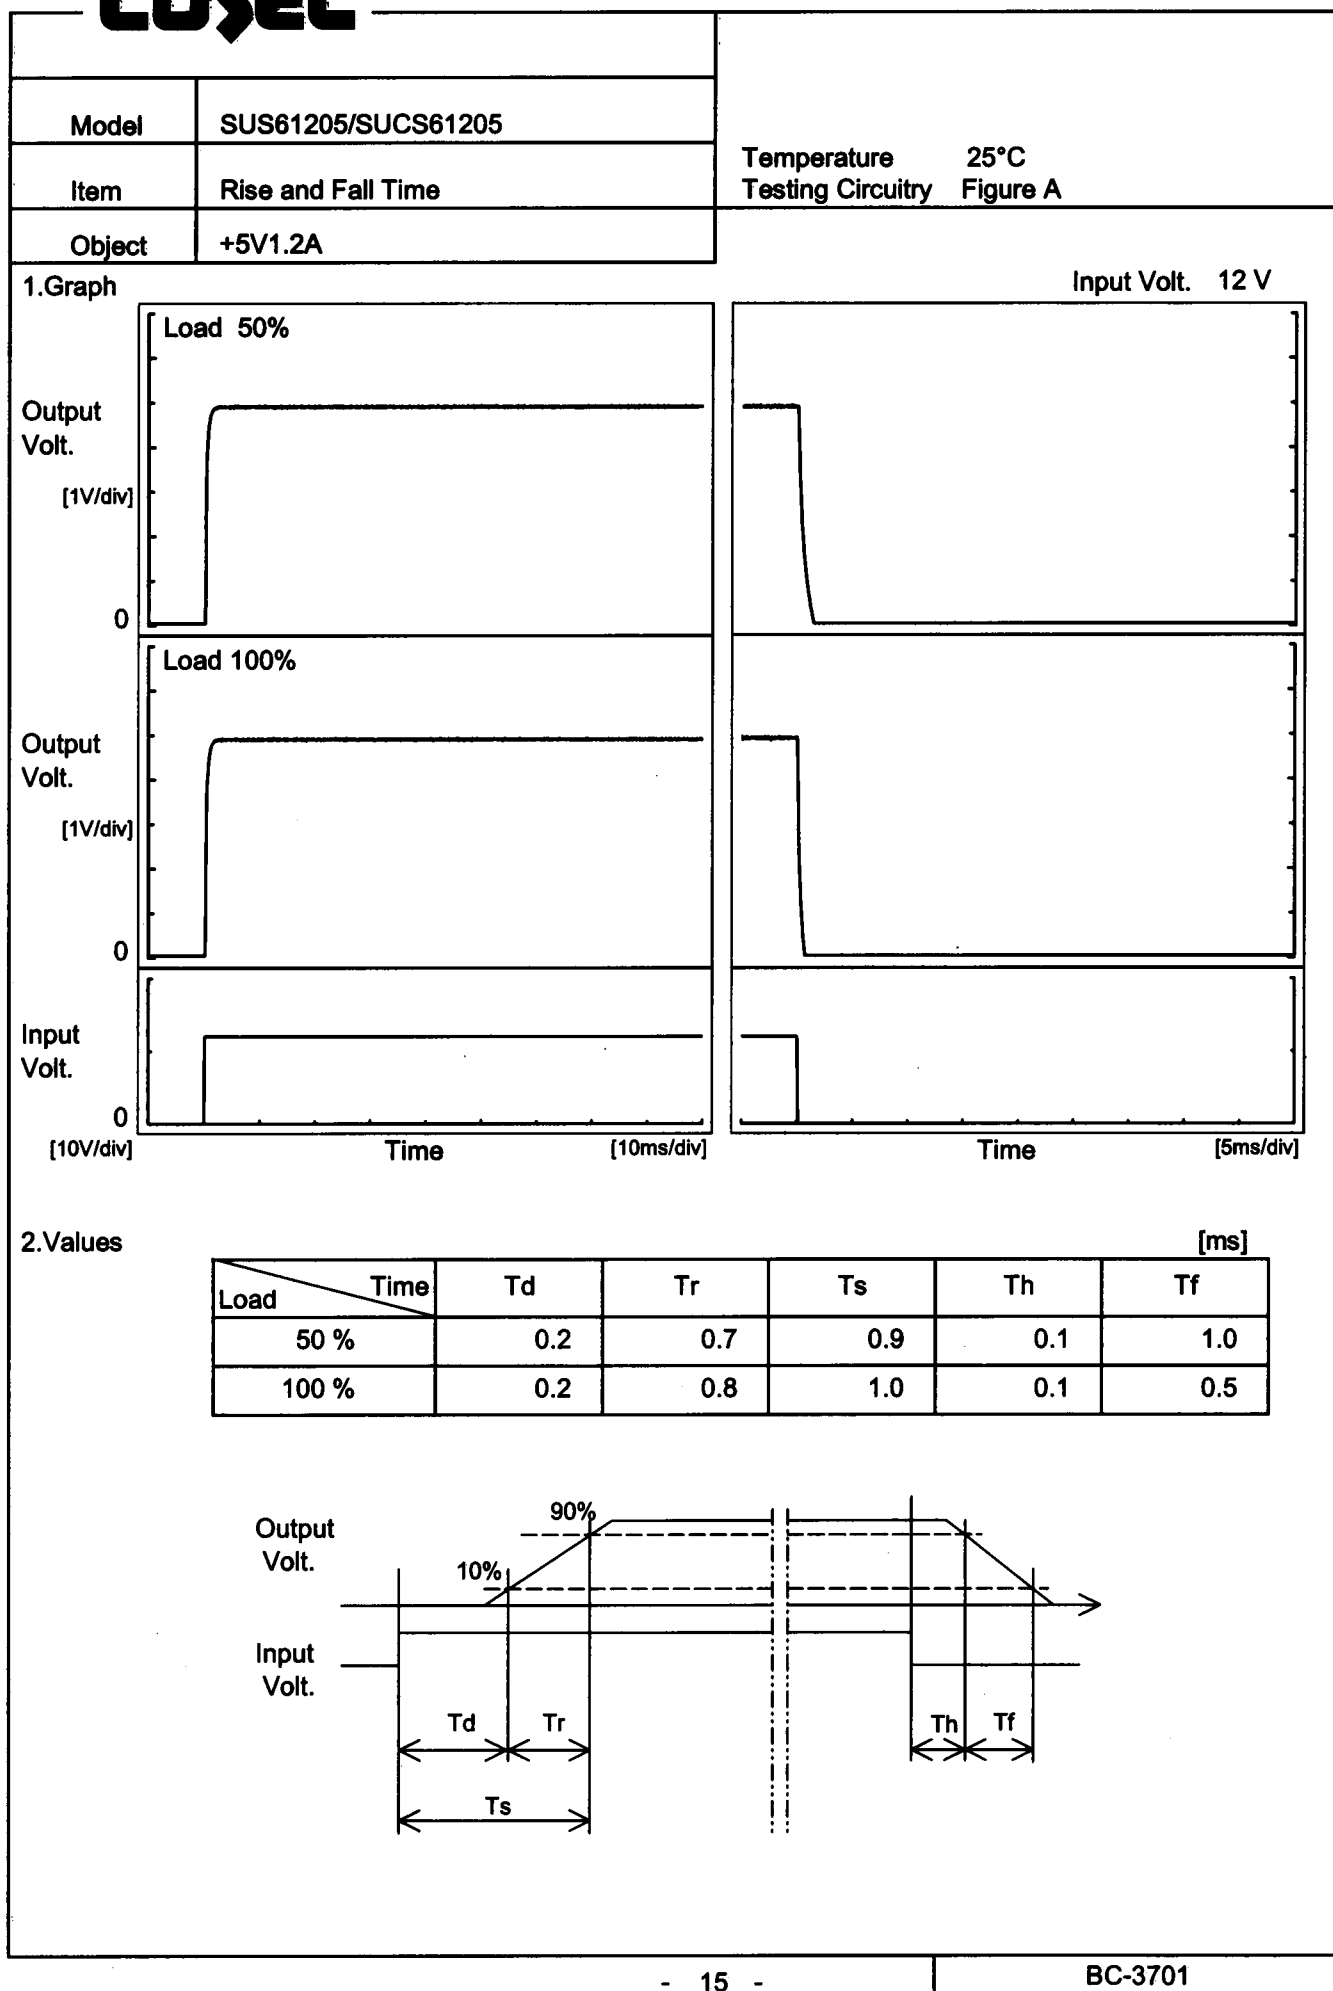 COSEL
Model SUS61205/SUCS61205
Item Rise and Fall Time
Object +5V1.2A
Temperature 25°C
Testing Circuitry Figure A
1.Graph
Input Volt. 12 V
Load 50%
Output
Volt.
[1V/div]
0
Load 100%
Output
Volt.
[1V/div]
0
Input
Volt.
0
[10V/div] Time [10ms/div] Time [5ms/div]
2.Values [ms]
Time
Load Td Tr Ts Th Tf
50 % 0.2 0.7 0.9 0.1 1.0
100 % 0.2 0.8 1.0 0.1 0.5
90%
Output
Volt.
10%
Input
Volt.
Td Tr Th Tf
Ts
- 15 - BC-3701